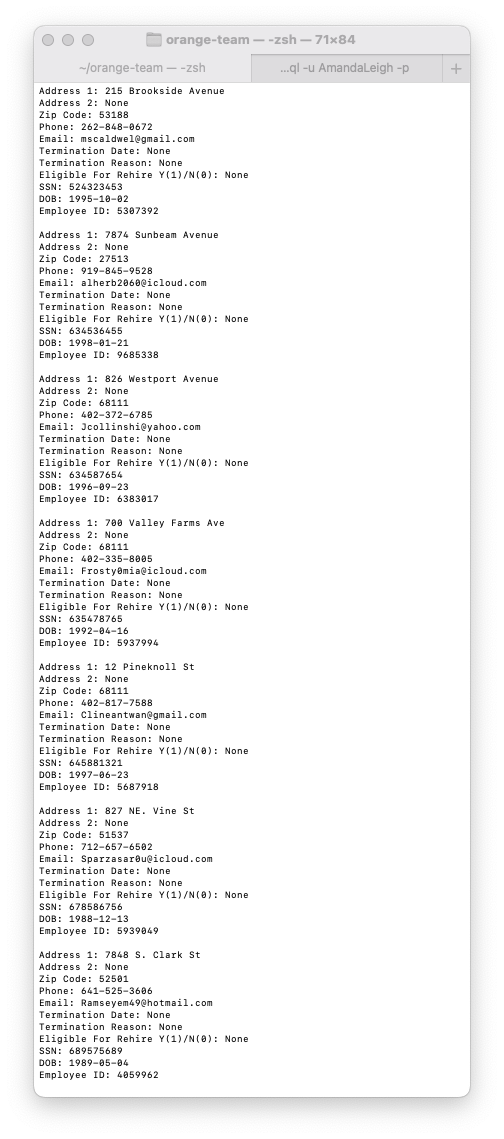 orange-team — -zsh — 71×84
~/orange-team — -zsh
...ql -u AmandaLeigh -p
+
Address 1: 215 Brookside Avenue
Address 2: None
Zip Code: 53188
Phone: 262-848-0672
Email: mscaldwel@gmail.com
Termination Date: None
Termination Reason: None
Eligible For Rehire Y(1)/N(0): None
SSN: 524323453
DOB: 1995-10-02
Employee ID: 5307392
Address 1: 7874 Sunbeam Avenue
Address 2: None
Zip Code: 27513
Phone: 919-845-9528
Email: alherb2060@icloud.com
Termination Date: None
Termination Reason: None
Eligible For Rehire Y(1)/N(0): None
SSN: 634536455
DOB: 1998-01-21
Employee ID: 9685338
Address 1: 826 Westport Avenue
Address 2: None
Zip Code: 68111
Phone: 402-372-6785
Email: Jcollinshi@yahoo.com
Termination Date: None
Termination Reason: None
Eligible For Rehire Y(1)/N(0): None
SSN: 634587654
DOB: 1996-09-23
Employee ID: 6383017
Address 1: 700 Valley Farms Ave
Address 2: None
Zip Code: 68111
Phone: 402-335-8005
Email: Frosty0mia@icloud.com
Termination Date: None
Termination Reason: None
Eligible For Rehire Y(1)/N(0): None
SSN: 635478765
DOB: 1992-04-16
Employee ID: 5937994
Address 1: 12 Pineknoll St
Address 2: None
Zip Code: 68111
Phone: 402-817-7588
Email: Clineantwan@gmail.com
Termination Date: None
Termination Reason: None
Eligible For Rehire Y(1)/N(0): None
SSN: 645881321
DOB: 1997-06-23
Employee ID: 5687918
Address 1: 827 NE. Vine St
Address 2: None
Zip Code: 51537
Phone: 712-657-6502
Email: Sparzasar0u@icloud.com
Termination Date: None
Termination Reason: None
Eligible For Rehire Y(1)/N(0): None
SSN: 678586756
DOB: 1988-12-13
Employee ID: 5939049
Address 1: 7848 S. Clark St
Address 2: None
Zip Code: 52501
Phone: 641-525-3606
Email: Ramseyem49@hotmail.com
Termination Date: None
Termination Reason: None
Eligible For Rehire Y(1)/N(0): None
SSN: 689575689
DOB: 1989-05-04
Employee ID: 4059962